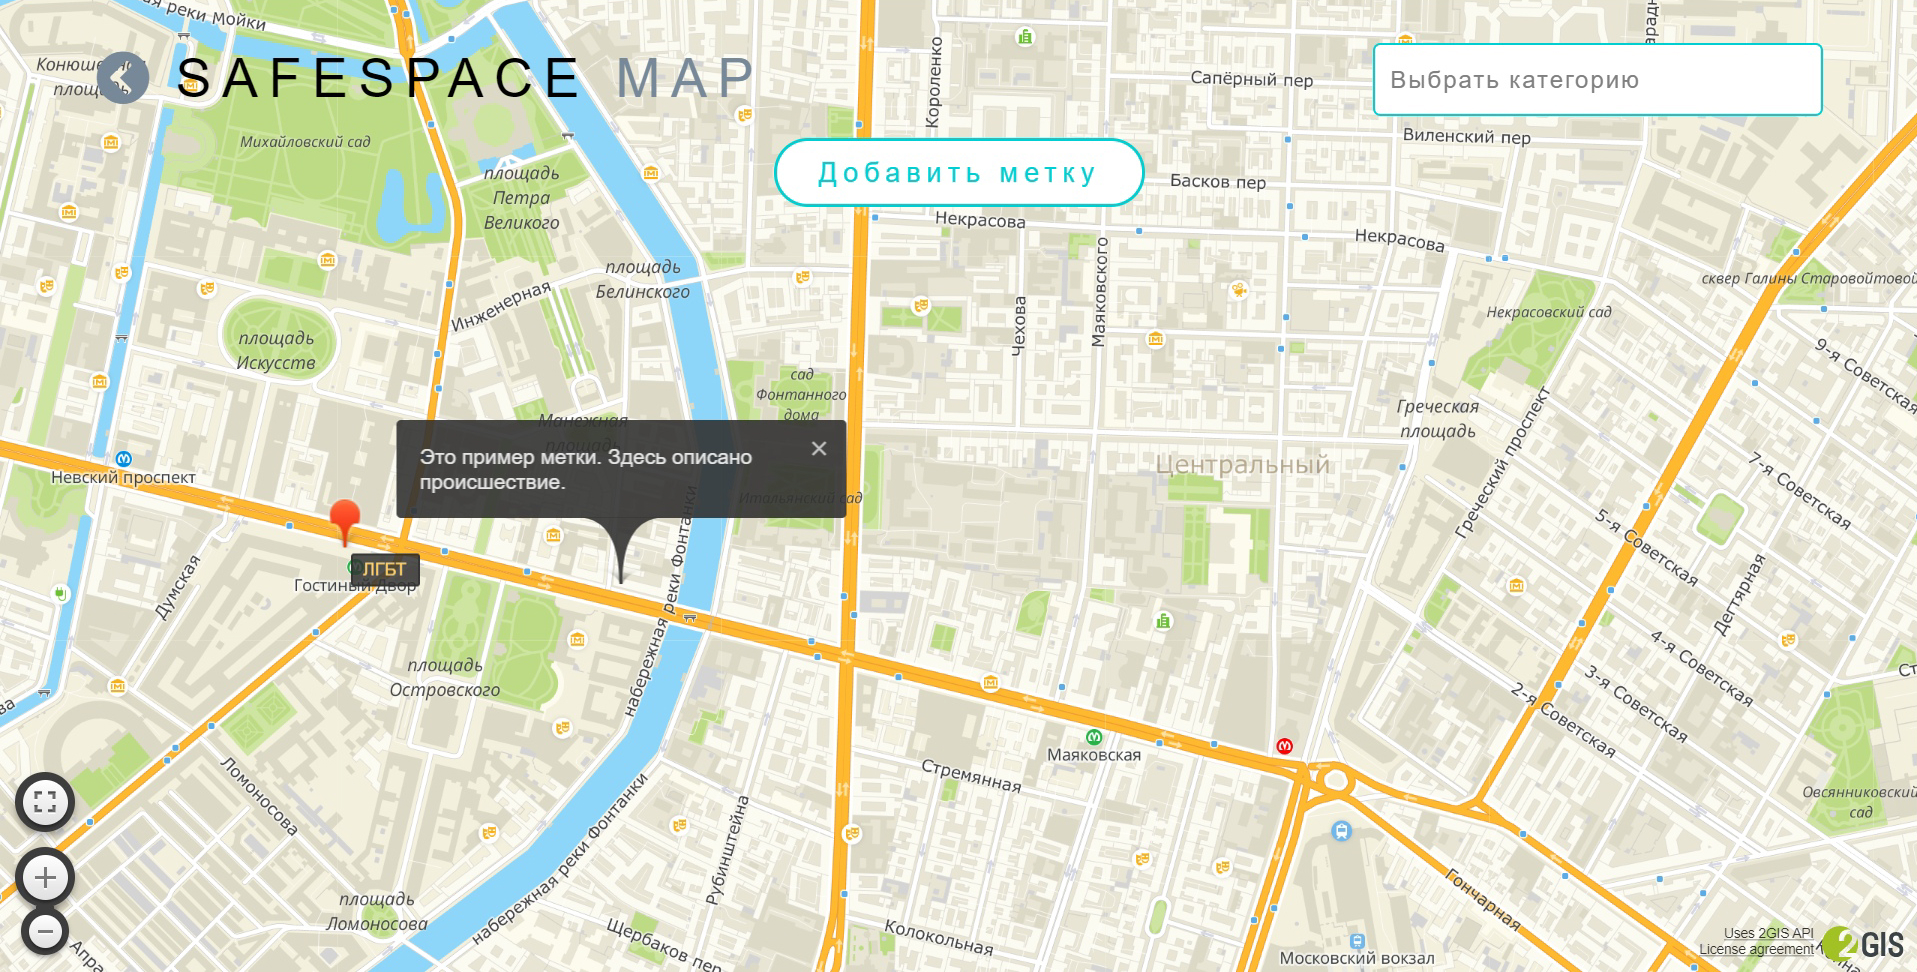 реки Мойки
Конюшенная
площадь
SAFESPACE MAP
Короленко
Сапёрный пер
Выбрать категорию
Виленский пер
Михайловский сад
площадь
Петра
Великого
Добавить метку
Басков пер
Некрасова
Некрасова
площадь
Белинского
Инженерная
Чехова
Маяковского
сквер Галины Старовойтовой
Некрасовский сад
площадь
Искусств
9-я Советская
сад
Фонтанного
дома
Манежная
площадь
Греческая
площадь
Греческий проспект
Это пример метки. Здесь описано
происшествие.
Центральный
7-я Советская
Невский проспект
Итальянский сад
5-я Советская
ЛГБТ
Гостиный Двор
Думская
набережная реки Фонтанки
Дегтярная
4-я Советская
3-я Советская
2-я Советская
площадь
Островского
Маяковская
Стремянная
Ломоносова
Рубинштейна
набережная реки Фонтанки
Овсянниковский
сад
площадь
Ломоносова
Гончарная
Щербаков пер
Колокольная
Московский вокзал
Апра
Uses 2GIS API
License agreement
2GIS